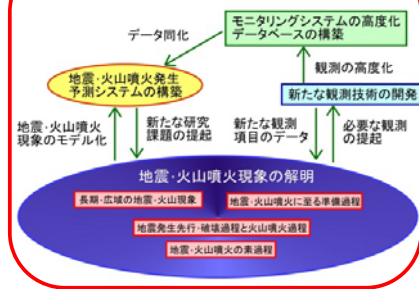 モニタリングシステムの高度化
データベースの構築
データ同化
地震・火山噴火発生
予測システムの構築
観測の高度化
新たな観測技術の開発
地震・火山噴火
現象のモデル化
新たな研究
課題の提起
新たな観測
項目のデータ
必要な観測
の提起
地震・火山噴火現象の解明
長期・広域の地震・火山現象
地震・火山噴火に至る準備過程
地震発生先行・破壊過程と火山噴火過程
地震・火山噴火の素過程